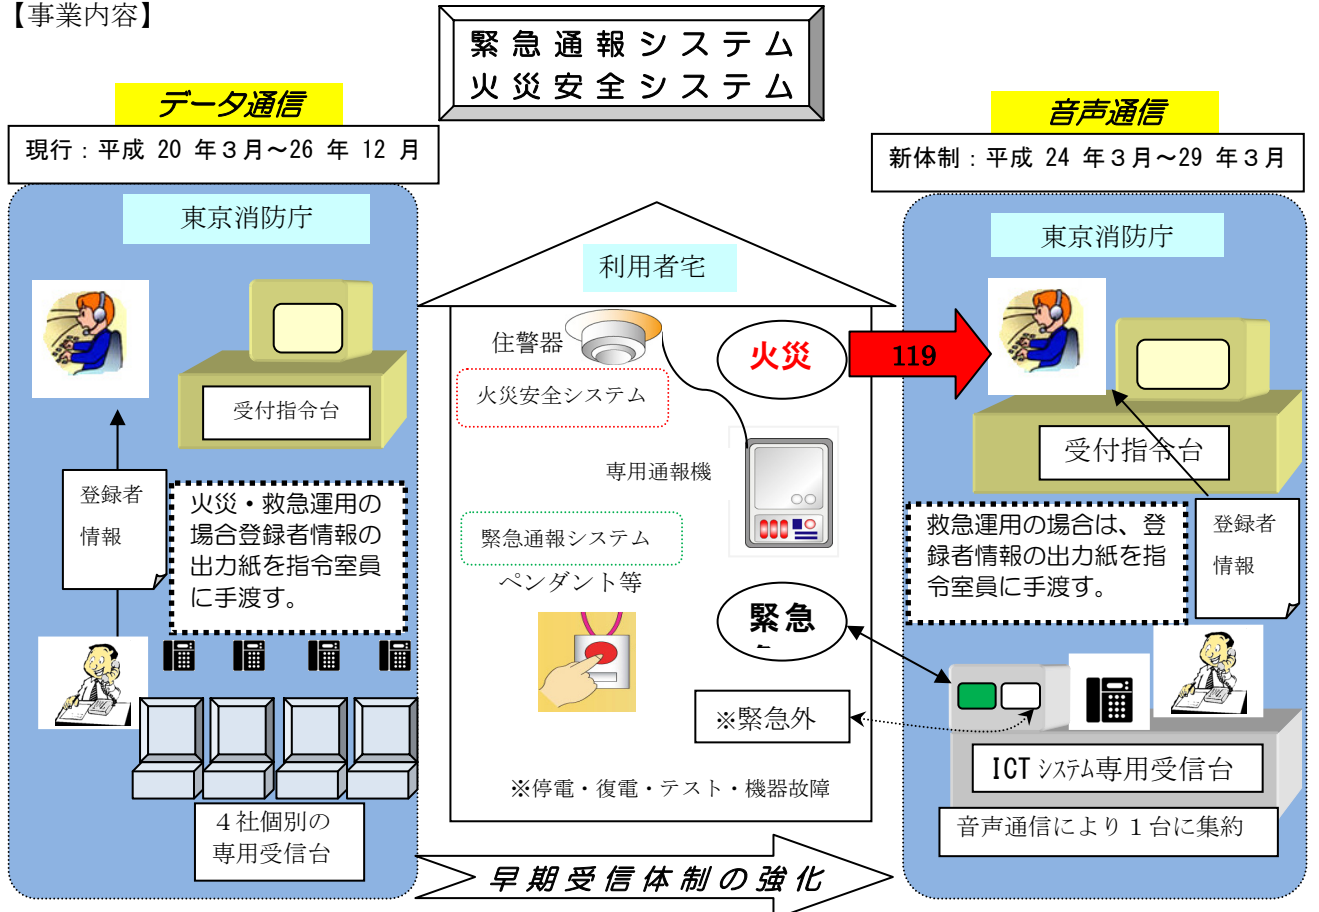 【事業内容】
緊急通報システム
火災安全システム
データ通信
現行：平成 20 年３月～26 年 12 月
東京消防庁
受付指令台
登録者
情報
火災・救急運用の
場合登録者情報の
出力紙を指令室員
に手渡す。
４社個別の
専用受信台
利用者宅
住警器
火災安全システム
火災
119
専用通報機
緊急通報システム
ペンダント等
緊急
※緊急外
※停電・復電・テスト・機器故障
早期受信体制の強化
音声通信
新体制：平成 24 年３月～29 年３月
東京消防庁
受付指令台
登録者
情報
救急運用の場合は、登
録者情報の出力紙を指
令室員に手渡す。
ICT システム専用受信台
音声通信により１台に集約